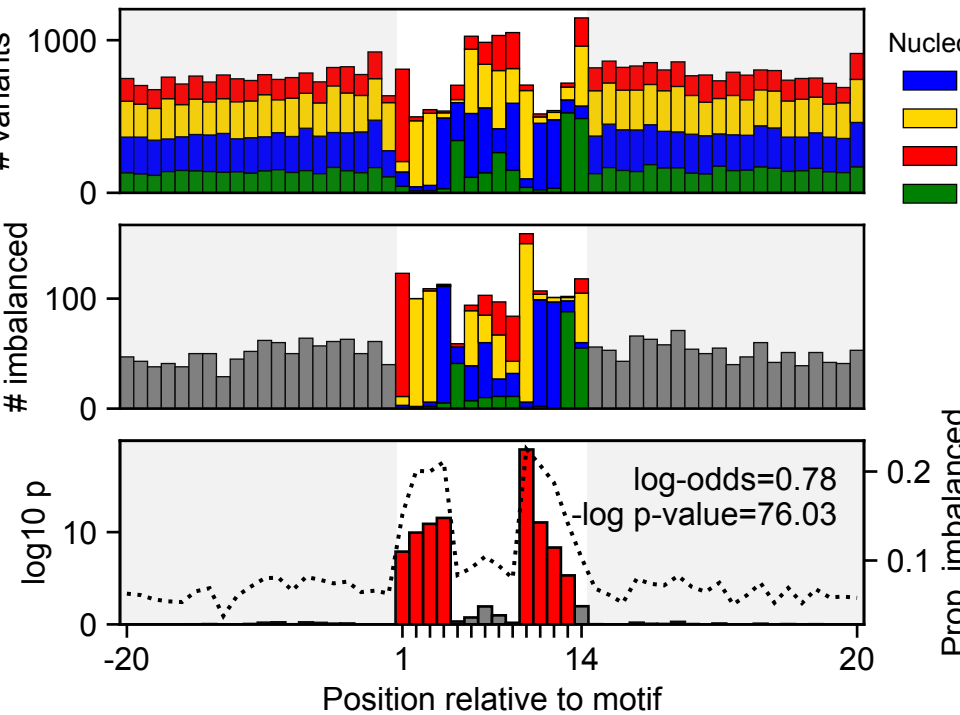 # variants
1000
0
Nucleo
# imbalanced
100
0
log10 p
10
0
log-odds=0.78
-log p-value=76.03
0.2
0.1
Prop. imbalanced
-20
1
14
20
Position relative to motif